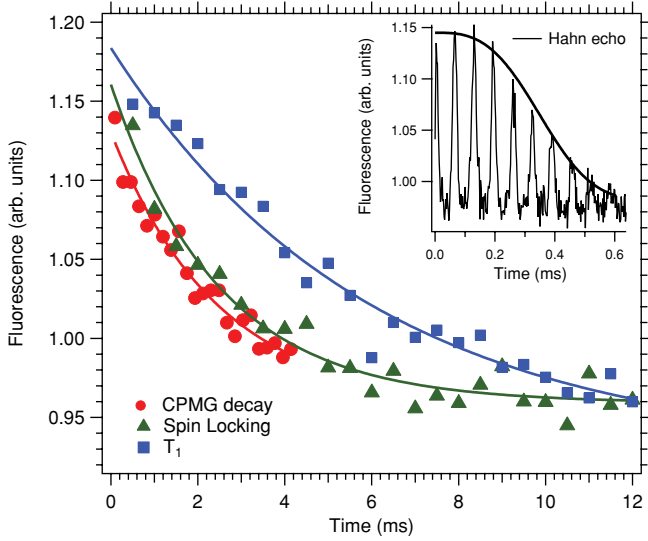 1.20
1.15
1.10
1.05
1.00
0.95
Fluorescence (arb. units)
0
2
4
6
8
10
12
Time (ms)
CPMG decay
Spin Locking
T₁
1.15
1.10
1.05
1.00
Fluorescence (arb. units)
0.0
0.2
0.4
0.6
Time (ms)
Hahn echo